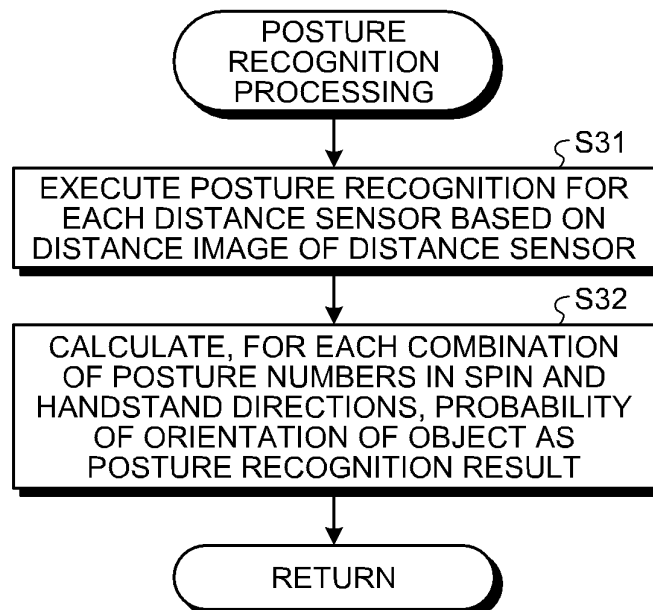 POSTURE
RECOGNITION
PROCESSING
S31
EXECUTE POSTURE RECOGNITION FOR
EACH DISTANCE SENSOR BASED ON
DISTANCE IMAGE OF DISTANCE SENSOR
S32
CALCULATE, FOR EACH COMBINATION
OF POSTURE NUMBERS IN SPIN AND
HANDSTAND DIRECTIONS, PROBABILITY
OF ORIENTATION OF OBJECT AS
POSTURE RECOGNITION RESULT
RETURN